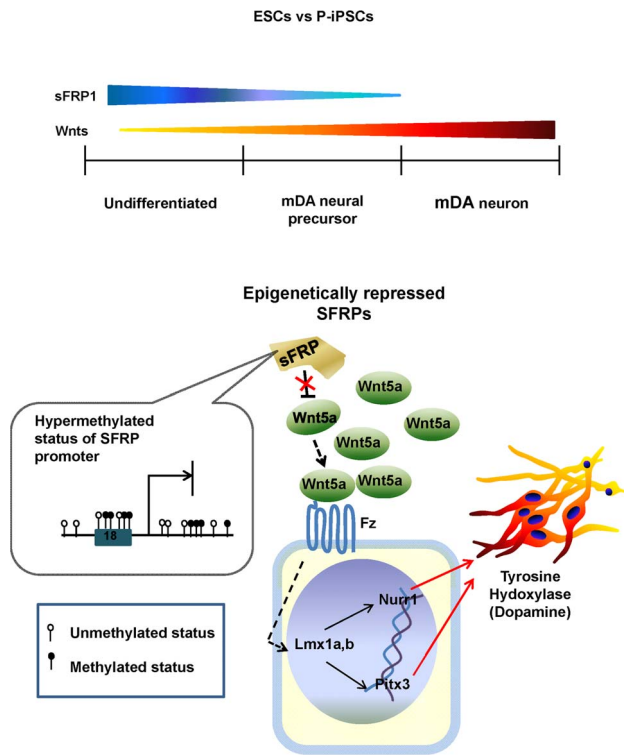 ESCs vs P-iPSCs
sFRP1
Wnts
Undifferentiated
mDA neural
precursor
mDA neuron
Epigenetically repressed
SFRPs
sFRP
Hypermethylated
status of SFRP
promoter
18
Wnt5a
Wnt5a
Wnt5a
Wnt5a
Wnt5a
Wnt5a
Fz
Nurr1
Lmx1a,b
Pitx3
Tyrosine
Hydoxylase
(Dopamine)
Unmethylated status
Methylated status